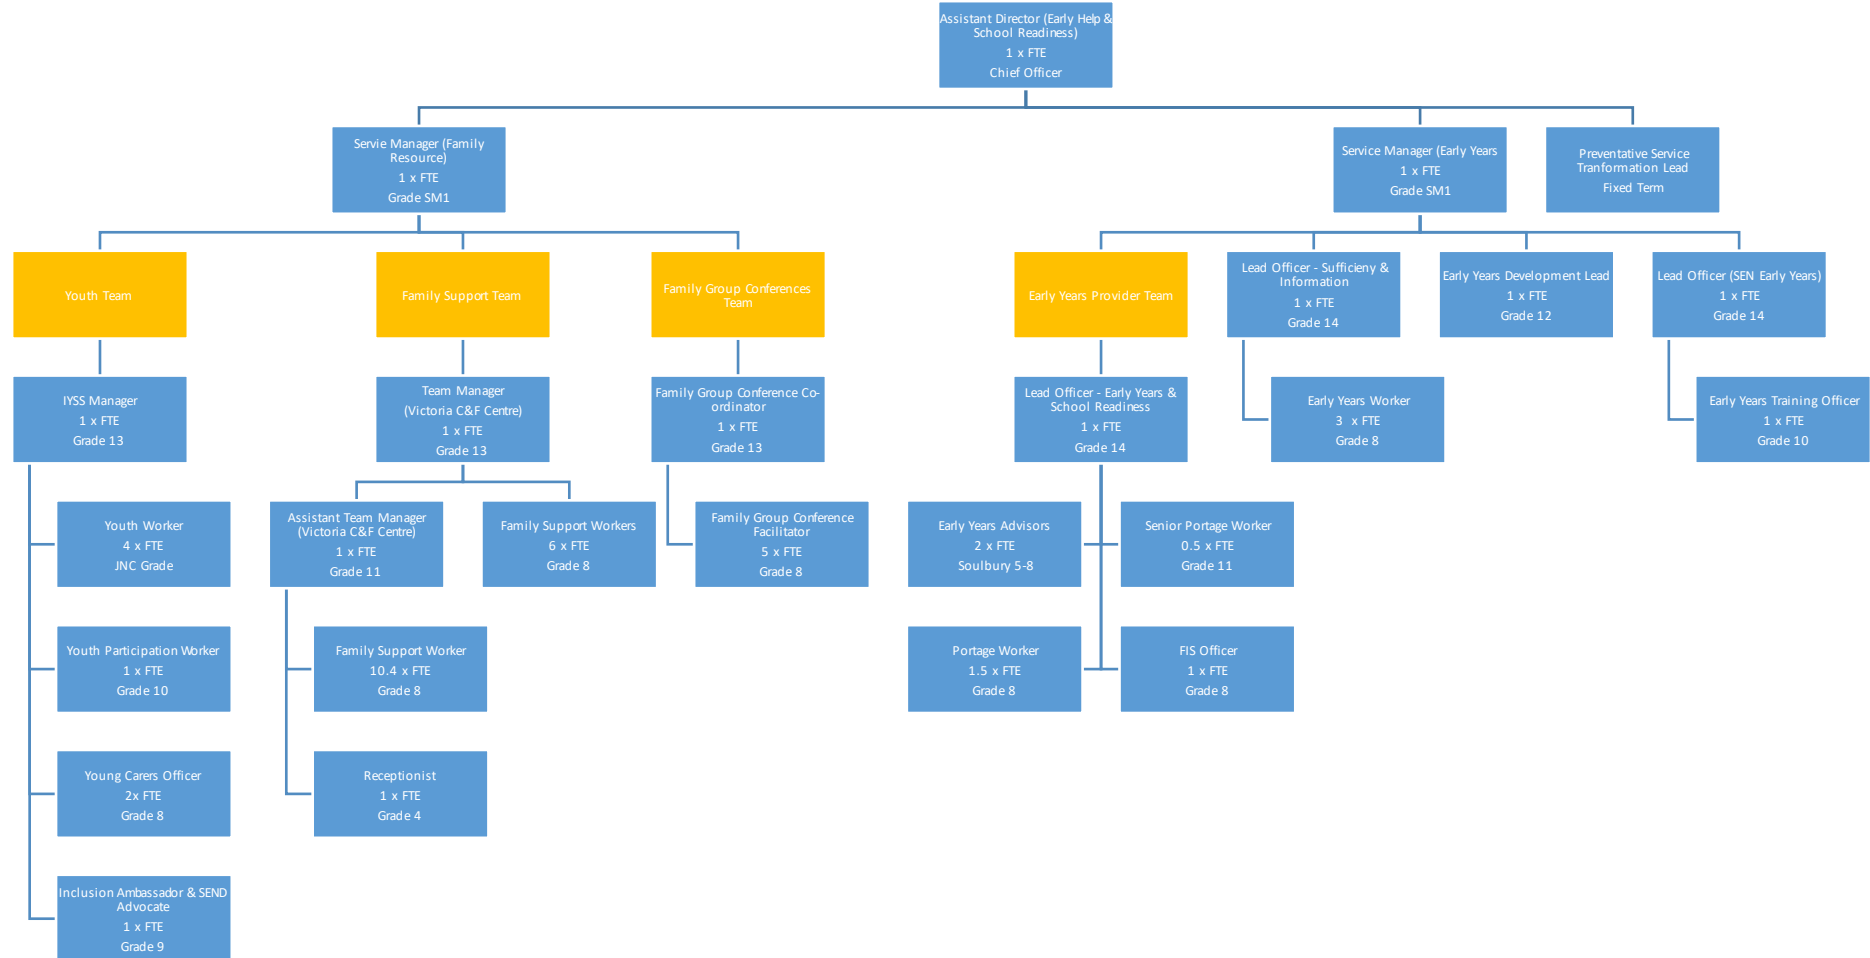 Assistant Director (Early Help &
School Readiness)
1 x FTE
Chief Officer
Servie Manager (Family
Resource)
1 x FTE
Grade SM1
Service Manager (Early Years
1 x FTE
Grade SM1
Preventative Service
Tranformation Lead
Fixed Term
Youth Team
Family Support Team
Family Group Conferences
Team
Early Years Provider Team
Lead Officer - Sufficieny &
Information
1 x FTE
Grade 14
Early Years Development Lead
1 x FTE
Grade 12
Lead Officer (SEN Early Years)
1 x FTE
Grade 14
IYSS Manager
1 x FTE
Grade 13
Team Manager
(Victoria C&F Centre)
1 x FTE
Grade 13
Family Group Conference Co-
ordinator
1 x FTE
Grade 13
Lead Officer - Early Years &
School Readiness
1 x FTE
Grade 14
Early Years Worker
3 x FTE
Grade 8
Early Years Training Officer
1 x FTE
Grade 10
Youth Worker
4 x FTE
JNC Grade
Assistant Team Manager
(Victoria C&F Centre)
1 x FTE
Grade 11
Family Support Workers
6 x FTE
Grade 8
Family Group Conference
Facilitator
5 x FTE
Grade 8
Early Years Advisors
2 x FTE
Soulbury 5-8
Senior Portage Worker
0.5 x FTE
Grade 11
Youth Participation Worker
1 x FTE
Grade 10
Family Support Worker
10.4 x FTE
Grade 8
Portage Worker
1.5 x FTE
Grade 8
FIS Officer
1 x FTE
Grade 8
Young Carers Officer
2x FTE
Grade 8
Receptionist
1 x FTE
Grade 4
Inclusion Ambassador & SEND
Advocate
1 x FTE
Grade 9